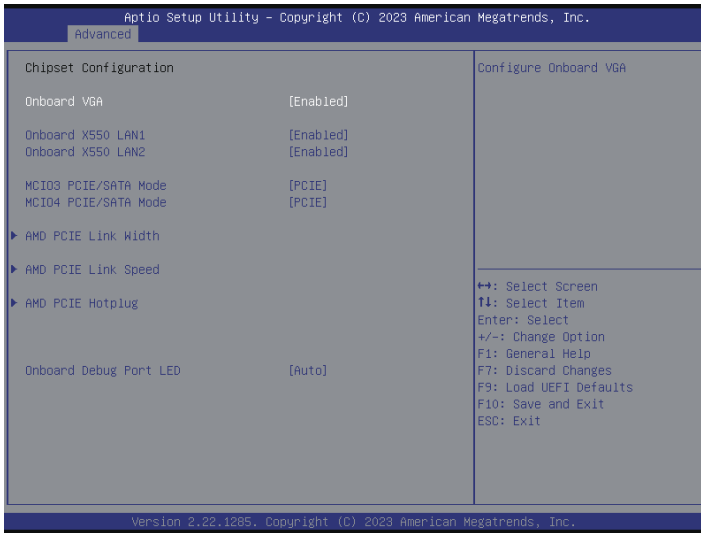 Aptio Setup Utility – Copyright (C) 2023 American Megatrends, Inc.
Advanced
Chipset Configuration
Onboard VGA [Enabled]
Onboard X550 LAN1 [Enabled]
Onboard X550 LAN2 [Enabled]
MCIO3 PCIE/SATA Mode [PCIE]
MCIO4 PCIE/SATA Mode [PCIE]
▶ AMD PCIE Link Width
▶ AMD PCIE Link Speed
▶ AMD PCIE Hotplug
Onboard Debug Port LED [Auto]
Configure Onboard VGA
↔: Select Screen
↑↓: Select Item
Enter: Select
+/-: Change Option
F1: General Help
F7: Discard Changes
F9: Load UEFI Defaults
F10: Save and Exit
ESC: Exit
Version 2.22.1285. Copyright (C) 2023 American Megatrends, Inc.